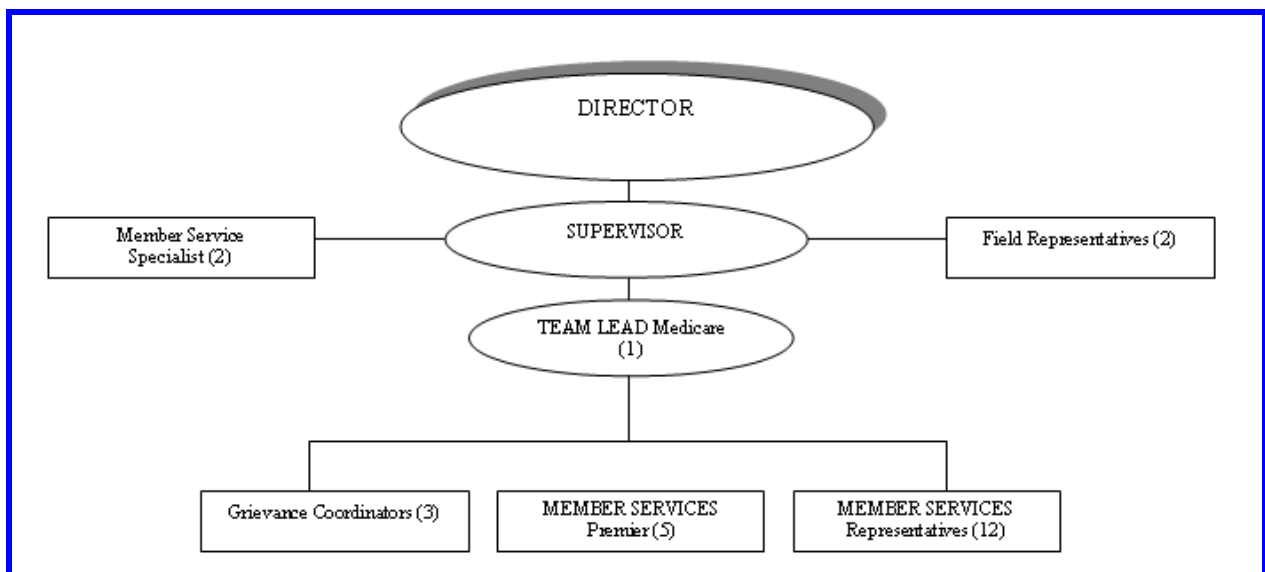 DIRECTOR
Member Service
Specialist (2)
SUPERVISOR
Field Representatives (2)
TEAM LEAD Medicare
(1)
Grievance Coordinators (3)
MEMBER SERVICES
Premier (5)
MEMBER SERVICES
Representatives (12)